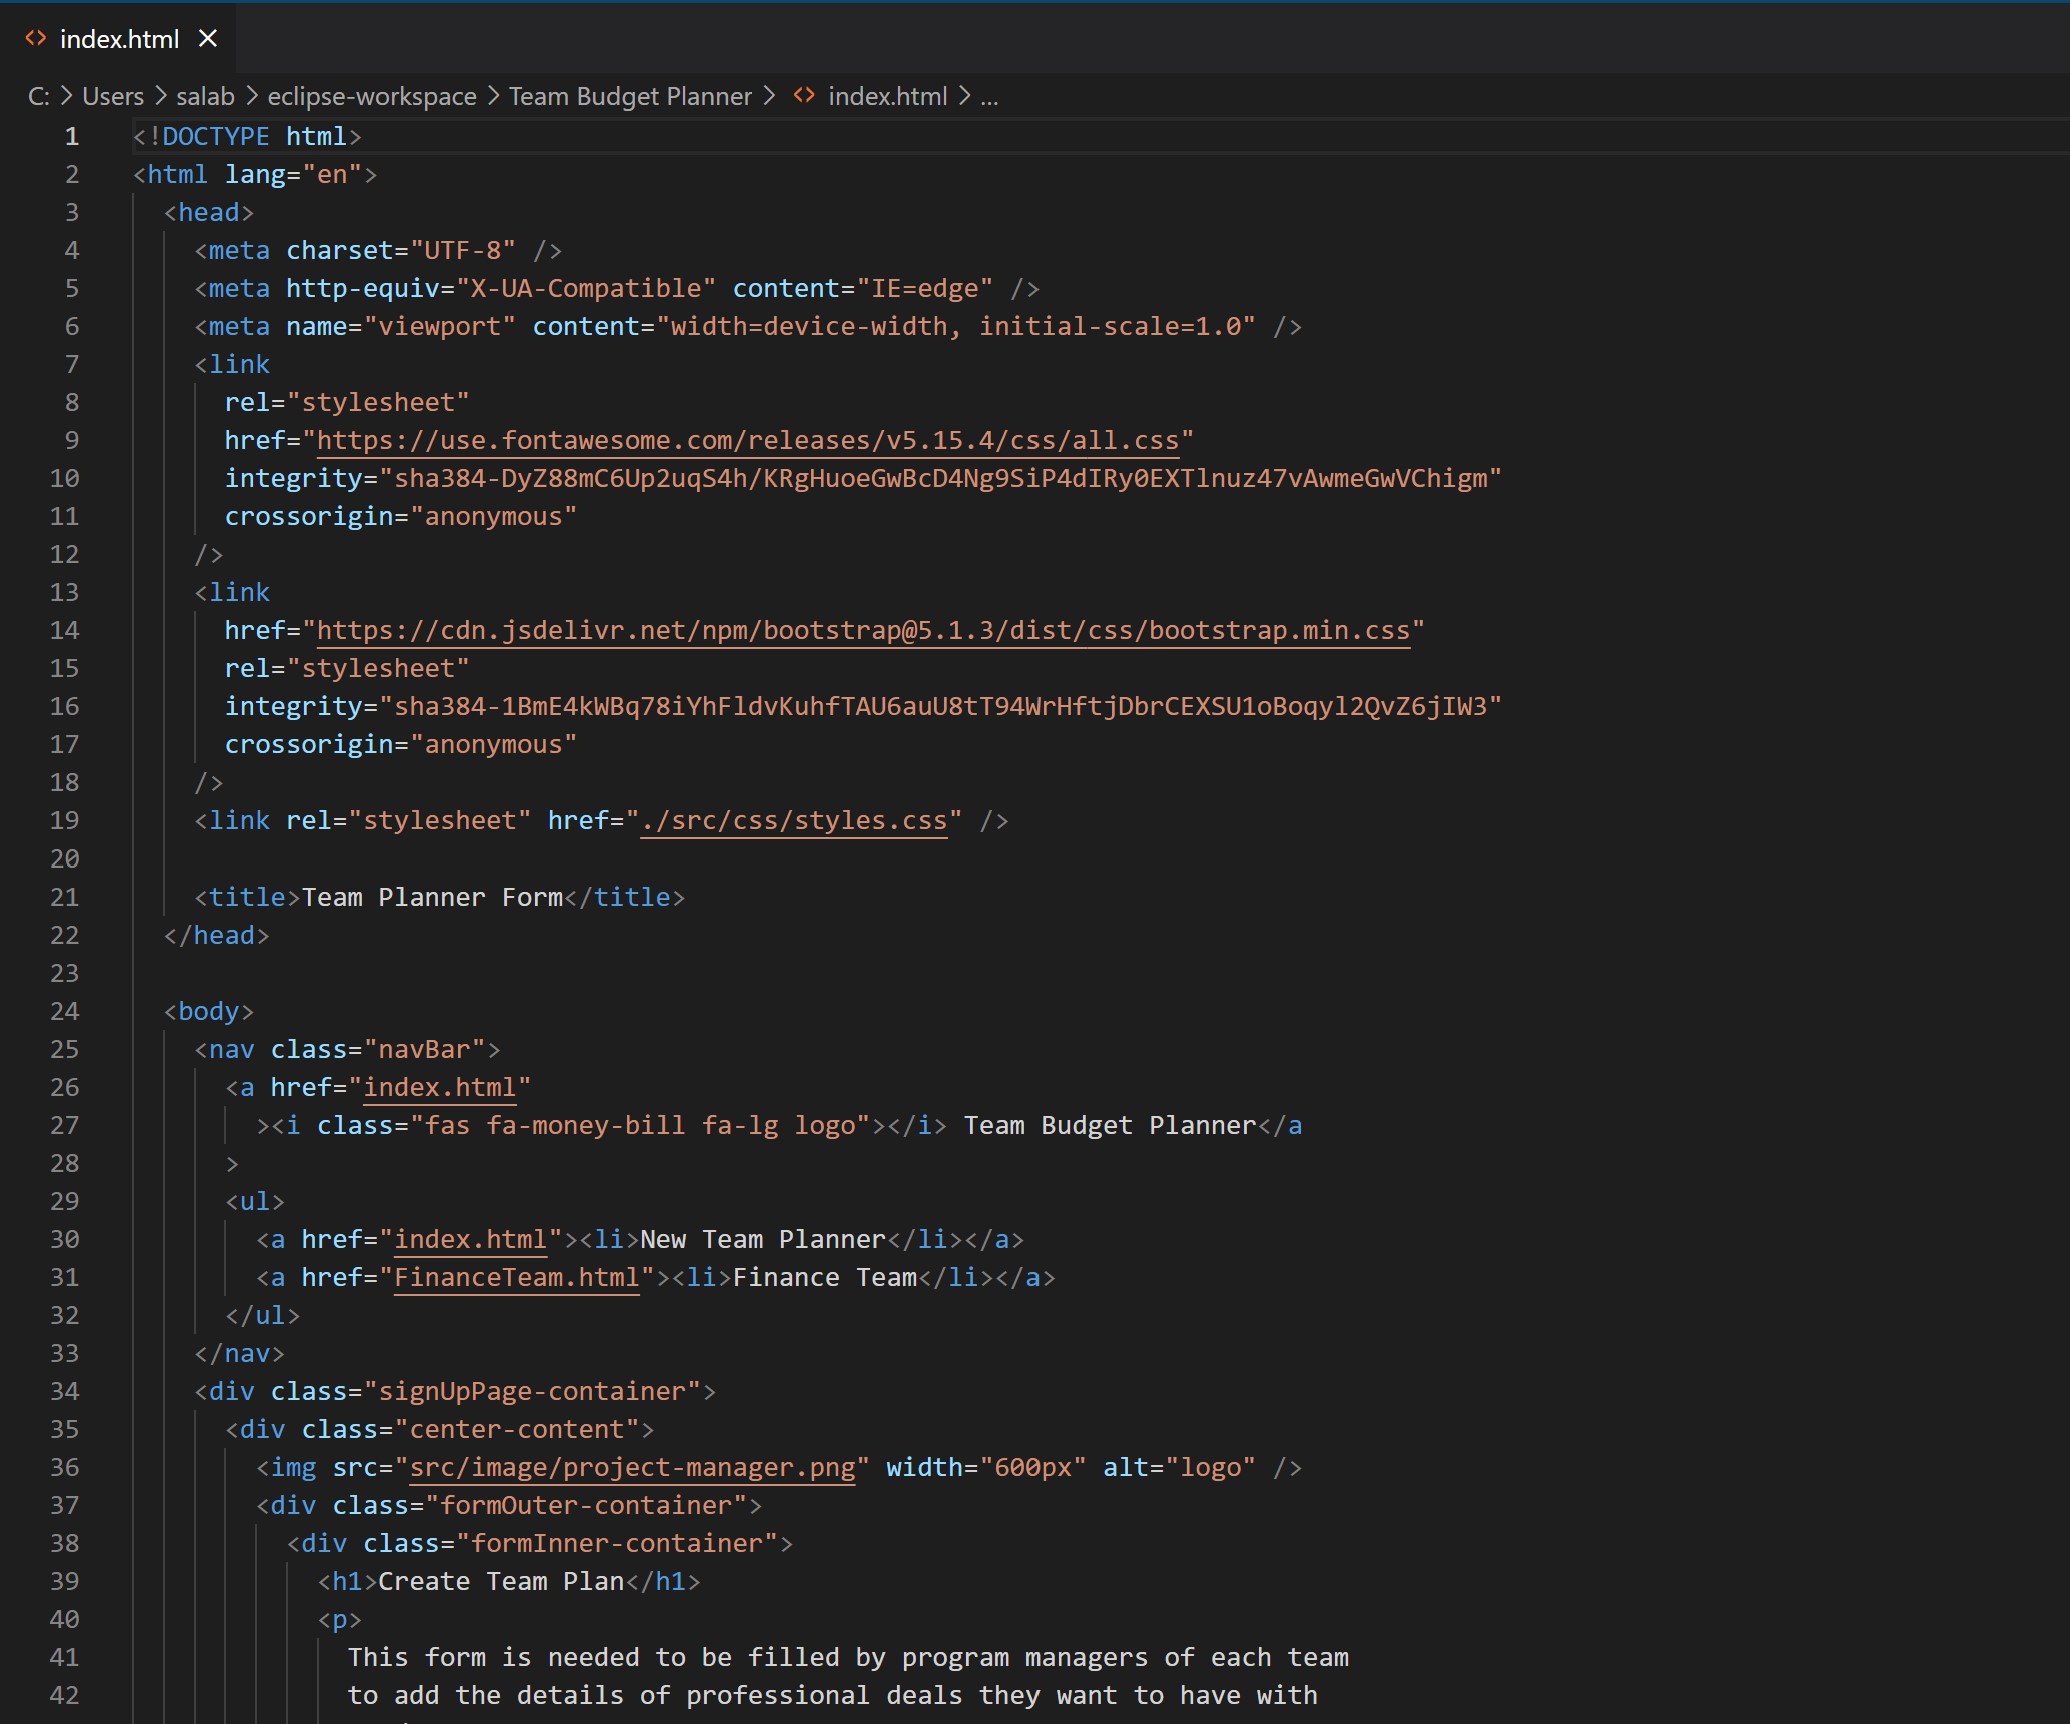 index.html
C: > Users > salab > eclipse-workspace > Team Budget Planner > index.html > ...
1 <!DOCTYPE html>
2 <html lang="en">
3 <head>
4 <meta charset="UTF-8" />
5 <meta http-equiv="X-UA-Compatible" content="IE=edge" />
6 <meta name="viewport" content="width=device-width, initial-scale=1.0" />
7 <link
8 rel="stylesheet"
9 href="https://use.fontawesome.com/releases/v5.15.4/css/all.css"
10 integrity="sha384-DyZ88mC6Up2uqS4h/KRgHuoeGwBcD4Ng9SiP4dIRy0EXTlnuz47vAwmeGwVChigm"
11 crossorigin="anonymous"
12 />
13 <link
14 href="https://cdn.jsdelivr.net/npm/bootstrap@5.1.3/dist/css/bootstrap.min.css"
15 rel="stylesheet"
16 integrity="sha384-1BmE4kWBq78iYhFldvKuhfTAU6auU8tT94WrHftjDbrCEXSU1oBoqyl2QvZ6jIW3"
17 crossorigin="anonymous"
18 />
19 <link rel="stylesheet" href="./src/css/styles.css" />
20
21 <title>Team Planner Form</title>
22 </head>
23
24 <body>
25 <nav class="navBar">
26 <a href="index.html"
27 ><i class="fas fa-money-bill fa-lg logo"></i> Team Budget Planner</a
28 >
29 <ul>
30 <a href="index.html"><li>New Team Planner</li></a>
31 <a href="FinanceTeam.html"><li>Finance Team</li></a>
32 </ul>
33 </nav>
34 <div class="signUpPage-container">
35 <div class="center-content">
36 <img src="src/image/project-manager.png" width="600px" alt="logo" />
37 <div class="formOuter-container">
38 <div class="formInner-container">
39 <h1>Create Team Plan</h1>
40 <p>
41 This form is needed to be filled by program managers of each team
42 to add the details of professional deals they want to have with